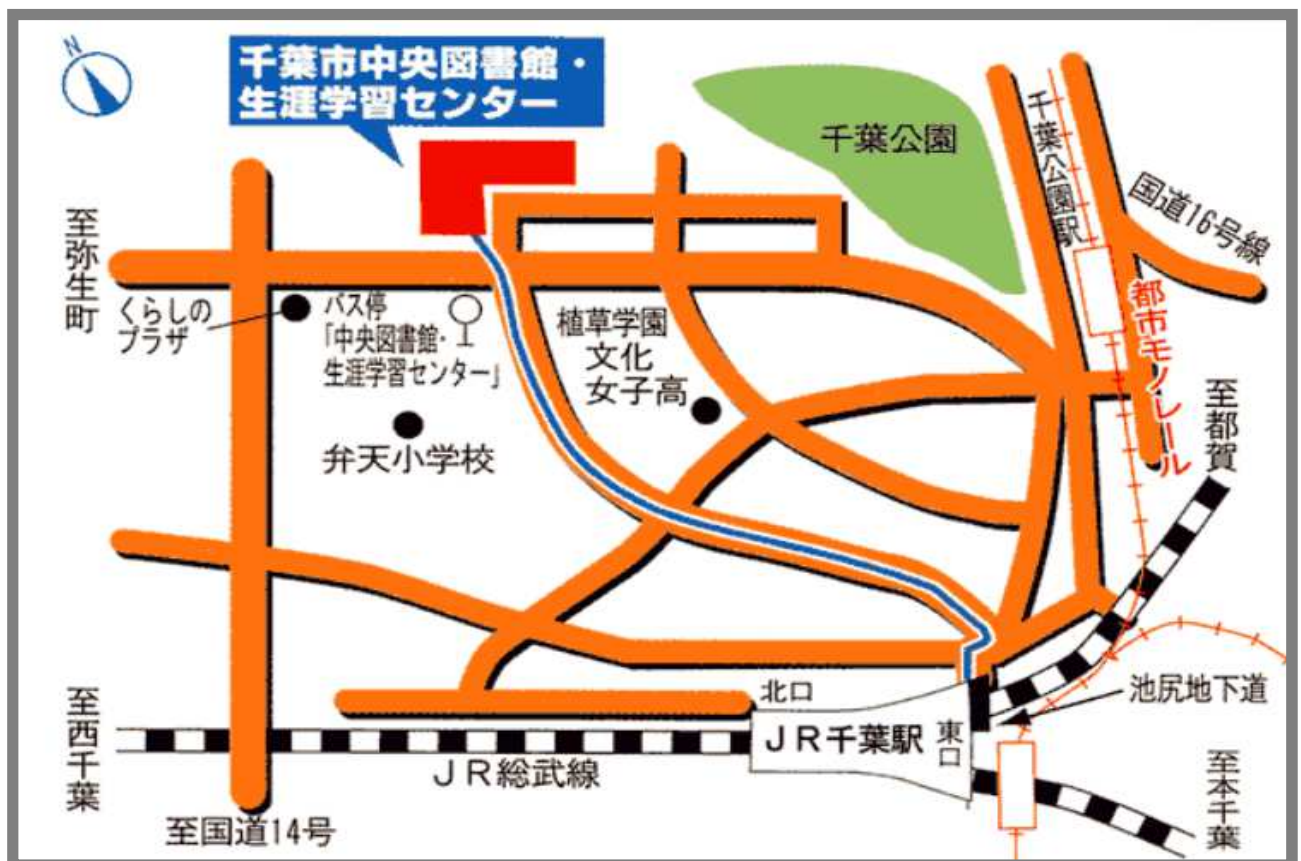 N
千葉市中央図書館・
生涯学習センター
千葉公園
千葉公園駅
国道16号線
至弥生町
くらしの
プラザ
バス停
「中央図書館・
生涯学習センター」
植草学園
文化
女子高
都市モノレール
至都賀
弁天小学校
北口
池尻地下道
至西千葉
JR千葉駅
東口
JR総武線
至本千葉
至国道14号